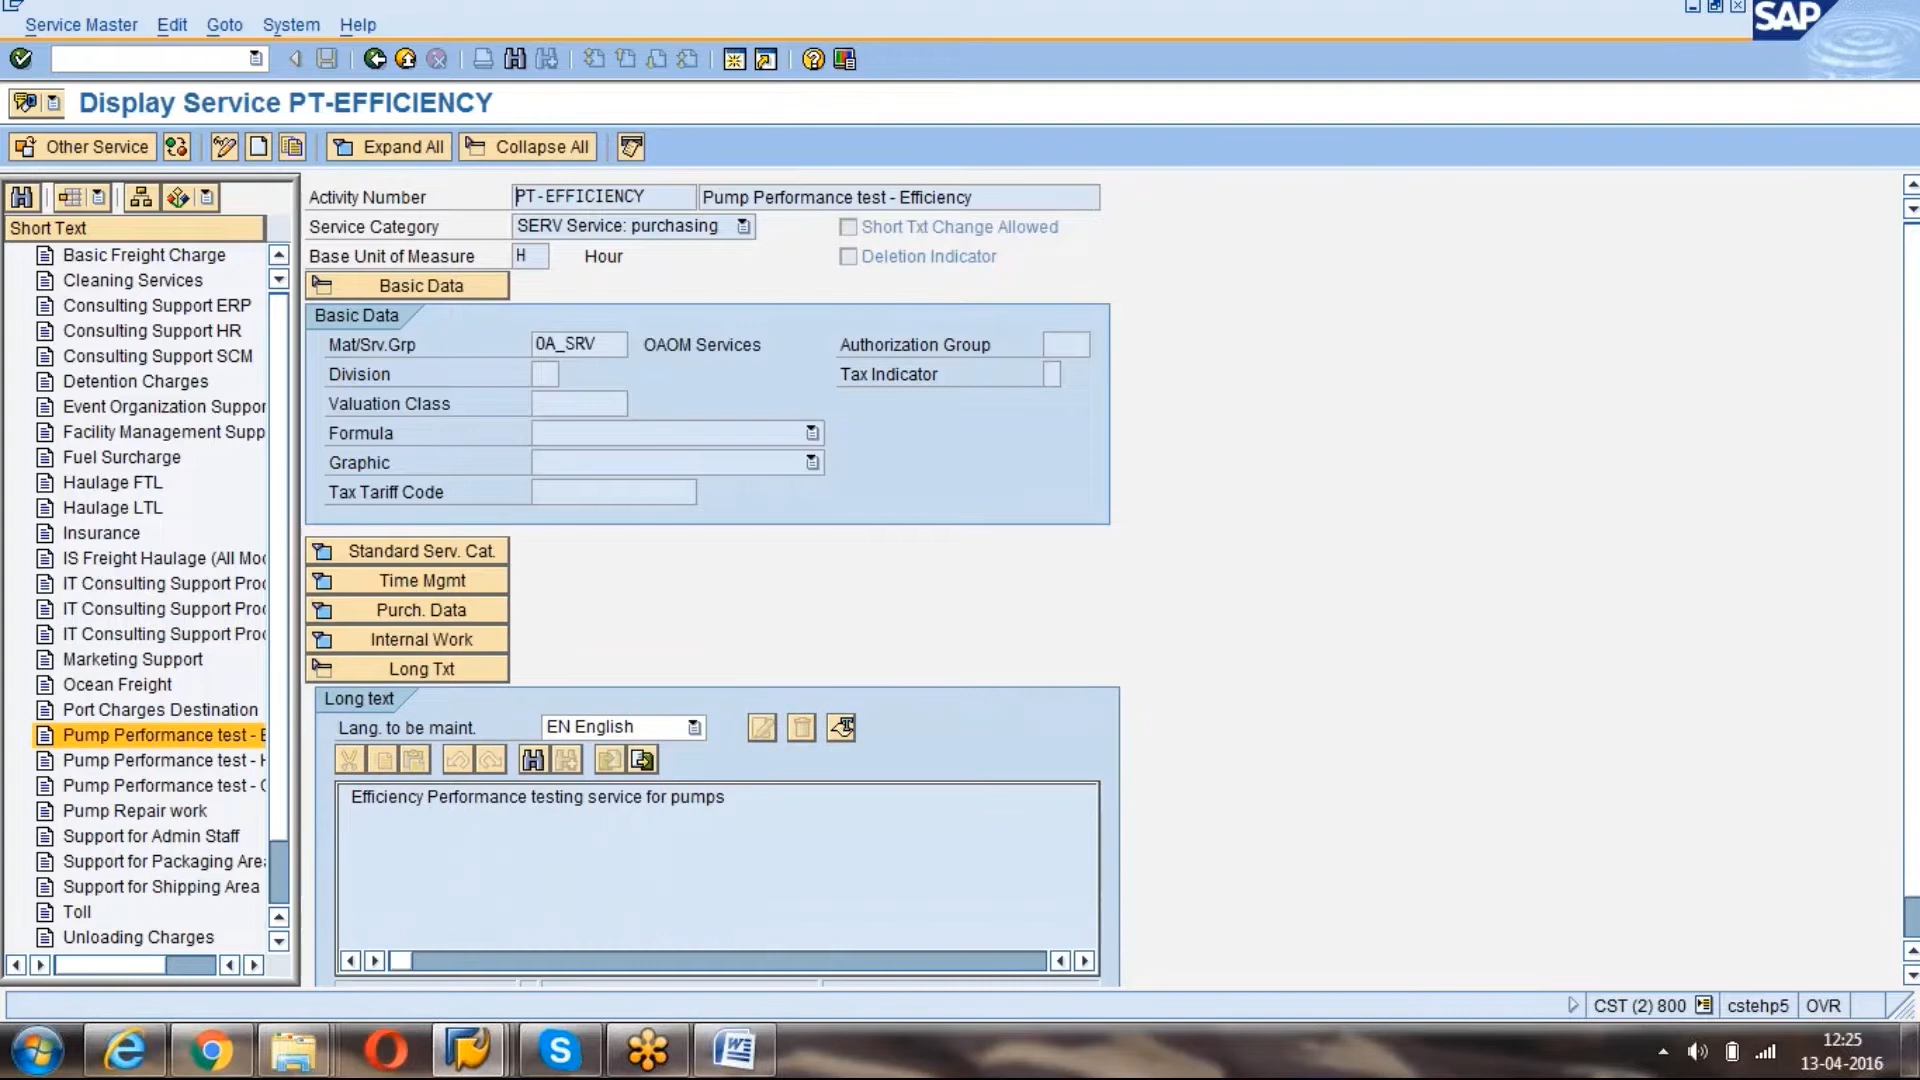 Service Master Edit Goto System Help
SAP
Display Service PT-EFFICIENCY
Other Service Expand All Collapse All
Short Text
Basic Freight Charge
Cleaning Services
Consulting Support ERP
Consulting Support HR
Consulting Support SCM
Detention Charges
Event Organization Suppor
Facility Management Supp
Fuel Surcharge
Haulage FTL
Haulage LTL
Insurance
IS Freight Haulage (All Mo
IT Consulting Support Pro
IT Consulting Support Pro
IT Consulting Support Pro
Marketing Support
Ocean Freight
Port Charges Destination
Pump Performance test - E
Pump Performance test - H
Pump Performance test -
Pump Repair work
Support for Admin Staff
Support for Packaging Are
Support for Shipping Area
Toll
Unloading Charges
Activity Number PT-EFFICIENCY Pump Performance test - Efficiency
Service Category SERV Service: purchasing Short Txt Change Allowed
Base Unit of Measure H Hour Deletion Indicator
Basic Data
Basic Data
Mat/Srv.Grp 0A_SRV OAOM Services Authorization Group
Division Tax Indicator
Valuation Class
Formula
Graphic
Tax Tariff Code
Standard Serv. Cat.
Time Mgmt
Purch. Data
Internal Work
Long Txt
Long text
Lang. to be maint. EN English
Efficiency Performance testing service for pumps
CST (2) 800 cstehp5 OVR
12:25
13-04-2016